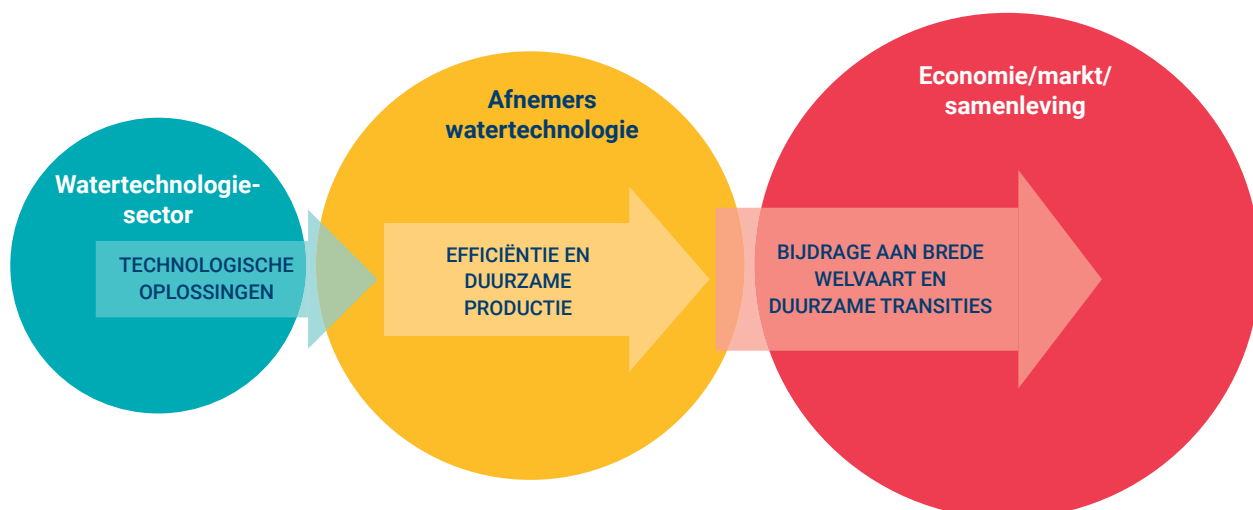 Watertechnologie-
sector
TECHNOLOGISCHE
OPLOSSINGEN
Afnemers
watertechnologie
EFFICIËNTIE EN
DUURZAME
PRODUCTIE
Economie/markt/
samenleving
BIJDRAGE AAN BREDE
WELVAART EN
DUURZAME TRANSITIES